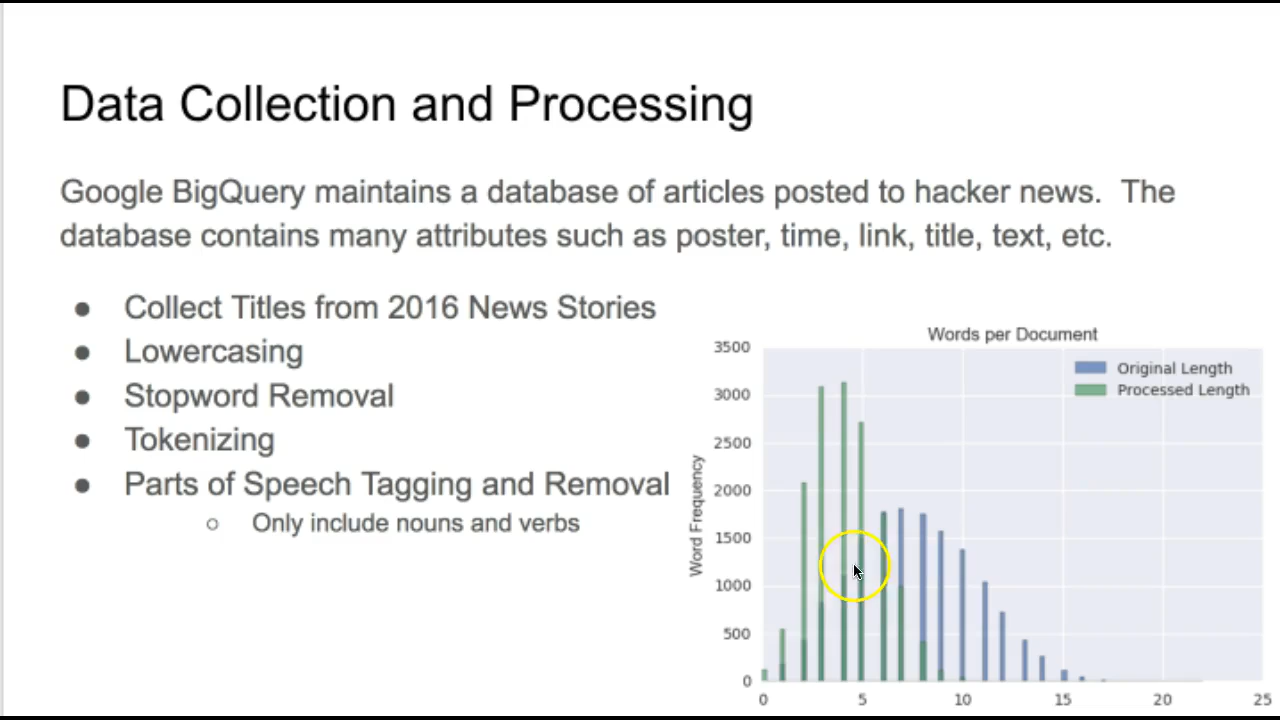 Data Collection and Processing
Google BigQuery maintains a database of articles posted to hacker news.  The
database contains many attributes such as poster, time, link, title, text, etc.
● Collect Titles from 2016 News Stories
● Lowercasing
● Stopword Removal
● Tokenizing
● Parts of Speech Tagging and Removal
○ Only include nouns and verbs
Words per Document
Original Length
Processed Length
Word Frequency
3500
3000
2500
2000
1500
1000
500
0
0 5 10 15 20 25